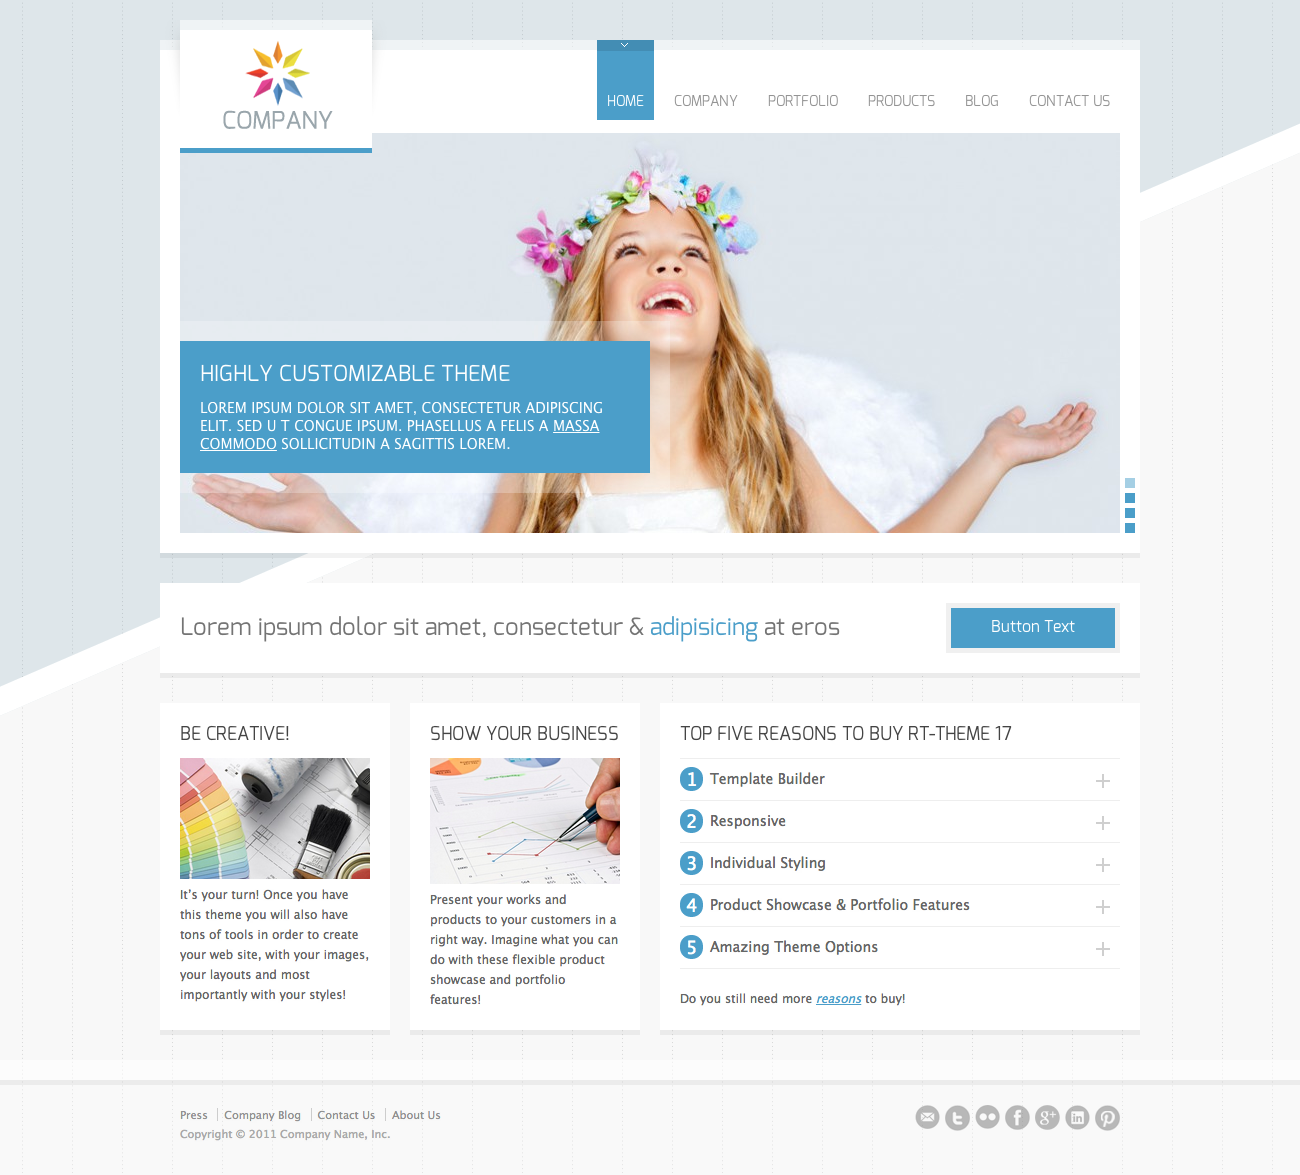 COMPANY
HOME
COMPANY
PORTFOLIO
PRODUCTS
BLOG
CONTACT US
HIGHLY CUSTOMIZABLE THEME
LOREM IPSUM DOLOR SIT AMET, CONSECTETUR ADIPISCING
ELIT. SED U T CONGUE IPSUM. PHASELLUS A FELIS A MASSA
COMMODO SOLLICITUDIN A SAGITTIS LOREM.
Lorem ipsum dolor sit amet, consectetur & adipisicing at eros
Button Text
BE CREATIVE!
It's your turn! Once you have
this theme you will also have
tons of tools in order to create
your web site, with your images,
your layouts and most
importantly with your styles!
SHOW YOUR BUSINESS
Present your works and
products to your customers in a
right way. Imagine what you can
do with these flexible product
showcase and portfolio
features!
TOP FIVE REASONS TO BUY RT-THEME 17
1 Template Builder
2 Responsive
3 Individual Styling
4 Product Showcase & Portfolio Features
5 Amazing Theme Options
Do you still need more reasons to buy!
Press
Company Blog
Contact Us
About Us
Copyright © 2011 Company Name, Inc.